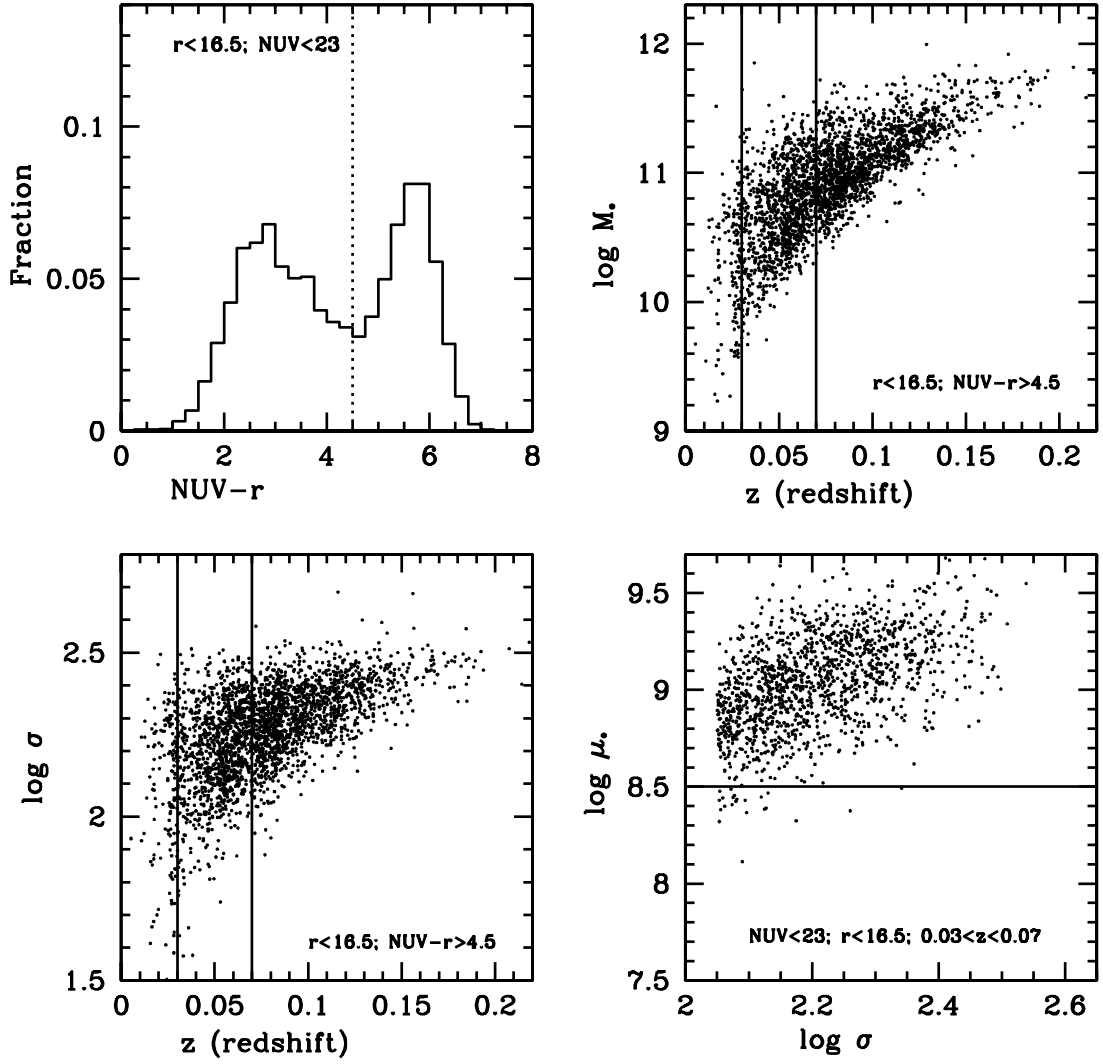 r<16.5; NUV<23
Fraction
0.1
0.05
0
0 2 4 6 8
NUV-r
12
11
10
9
log M*
r<16.5; NUV-r>4.5
0 0.05 0.1 0.15 0.2
z (redshift)
2.5
2
1.5
log σ
r<16.5; NUV-r>4.5
0 0.05 0.1 0.15 0.2
z (redshift)
9.5
9
8.5
8
7.5
log μ*
NUV<23; r<16.5; 0.03<z<0.07
2 2.2 2.4 2.6
log σ